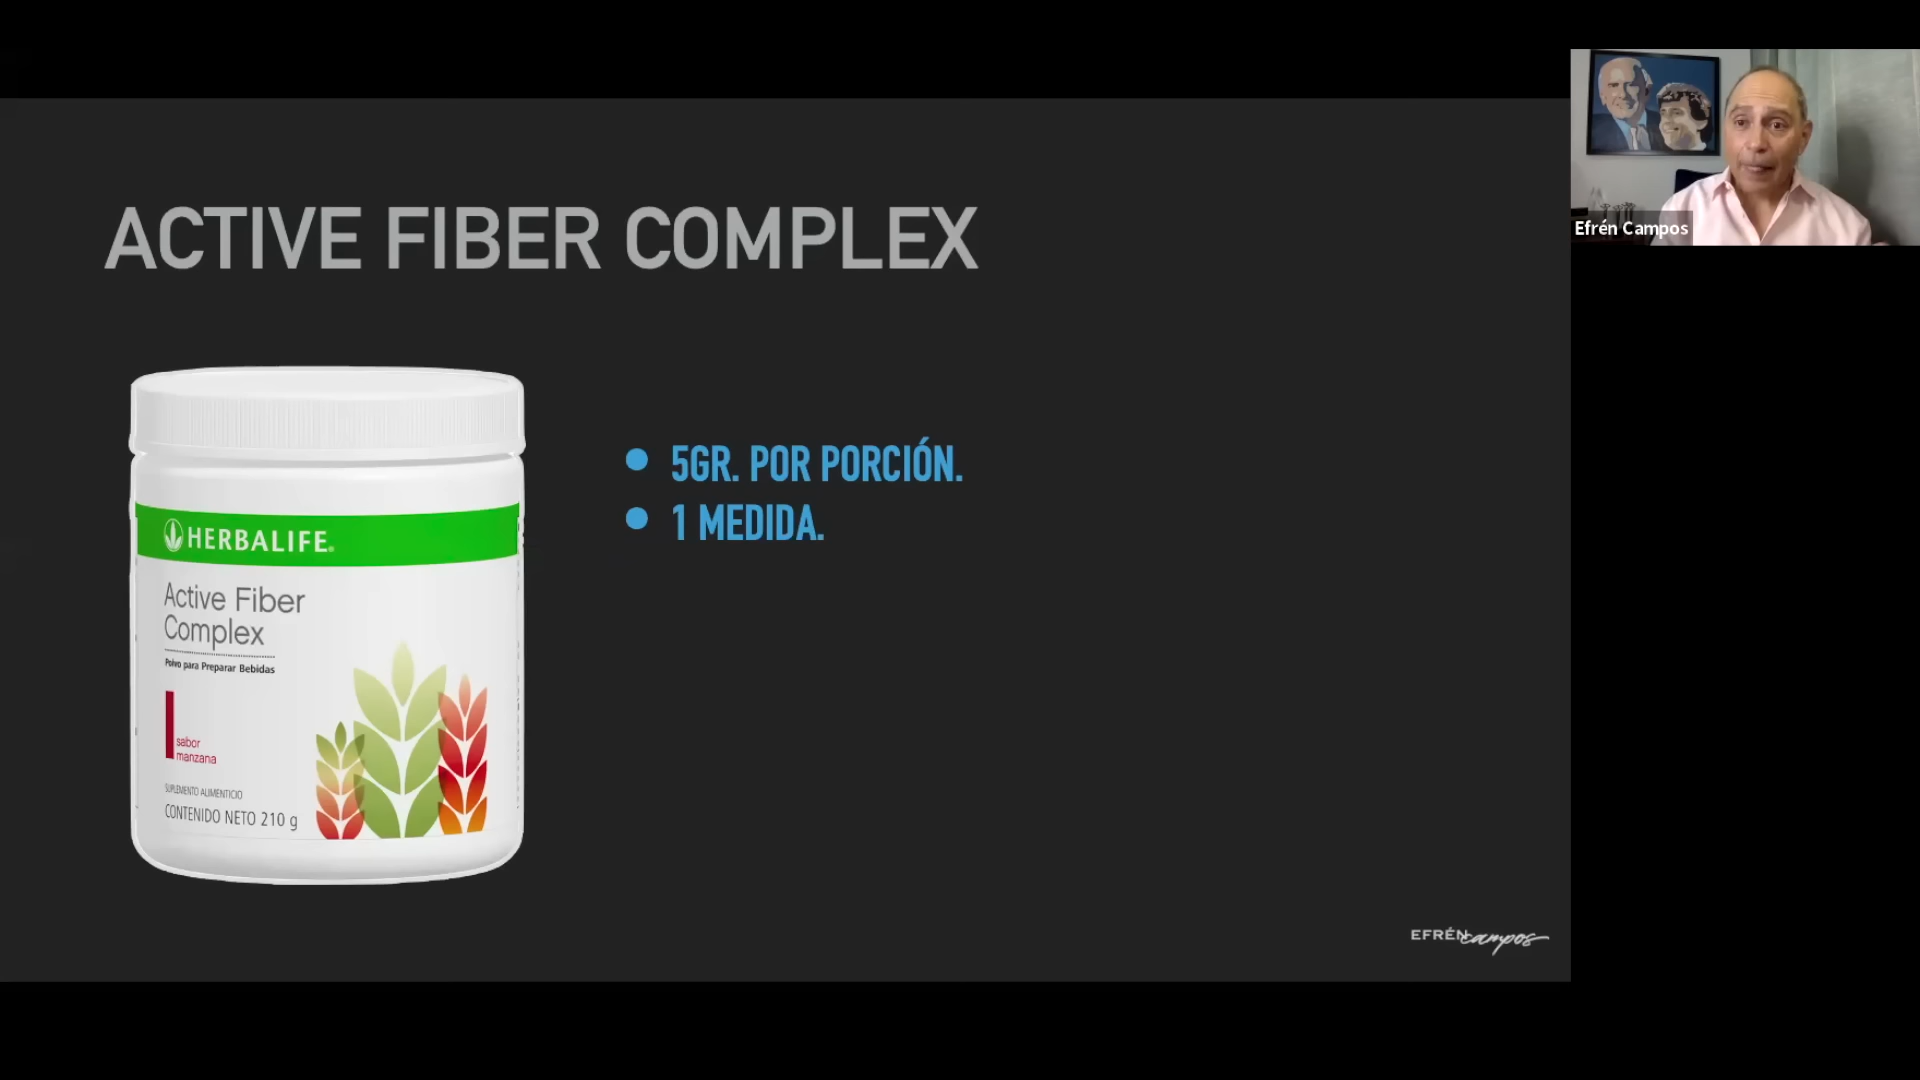 ACTIVE FIBER COMPLEX
5GR. POR PORCIÓN.
1 MEDIDA.
HERBALIFE.
Active Fiber
Complex
Polvo para Preparar Bebidas
sabor
manzana
SUPLEMENTO ALIMENTICIO
CONTENIDO NETO 210 g
EFRÉN campos
Efrén Campos